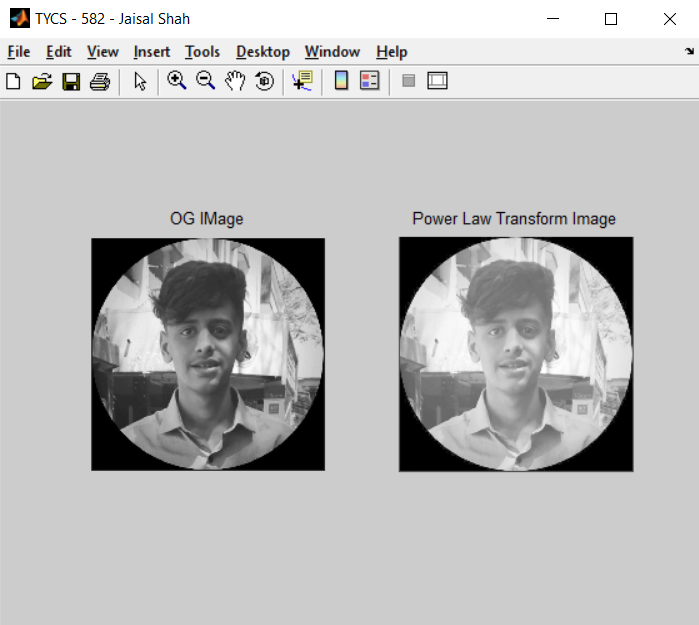 TYCS - 582 - Jaisal Shah
File Edit View Insert Tools Desktop Window Help
OG IMage Power Law Transform Image